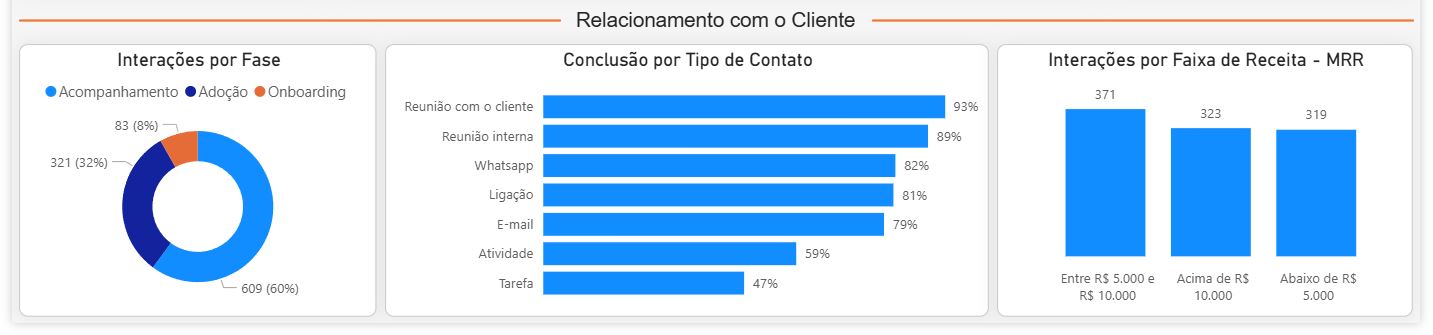 Relacionamento com o Cliente
Interações por Fase
Acompanhamento Adoção Onboarding
83 (8%)
321 (32%)
609 (60%)
Conclusão por Tipo de Contato
Reunião com o cliente 93%
Reunião interna 89%
Whatsapp 82%
Ligação 81%
E-mail 79%
Atividade 59%
Tarefa 47%
Interações por Faixa de Receita - MRR
371 323 319
Entre R$ 5.000 e Acima de R$ Abaixo de R$
R$ 10.000 10.000 5.000